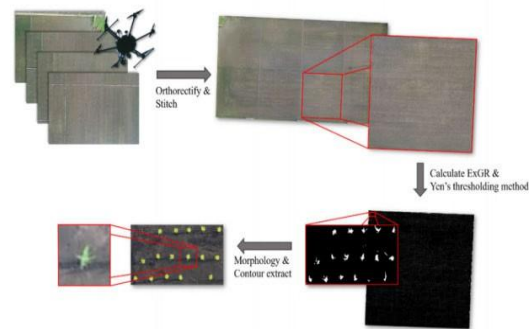 Orthorectify &
Stitch
Calculate ExGR &
Yen's thresholding method
Morphology &
Contour extract